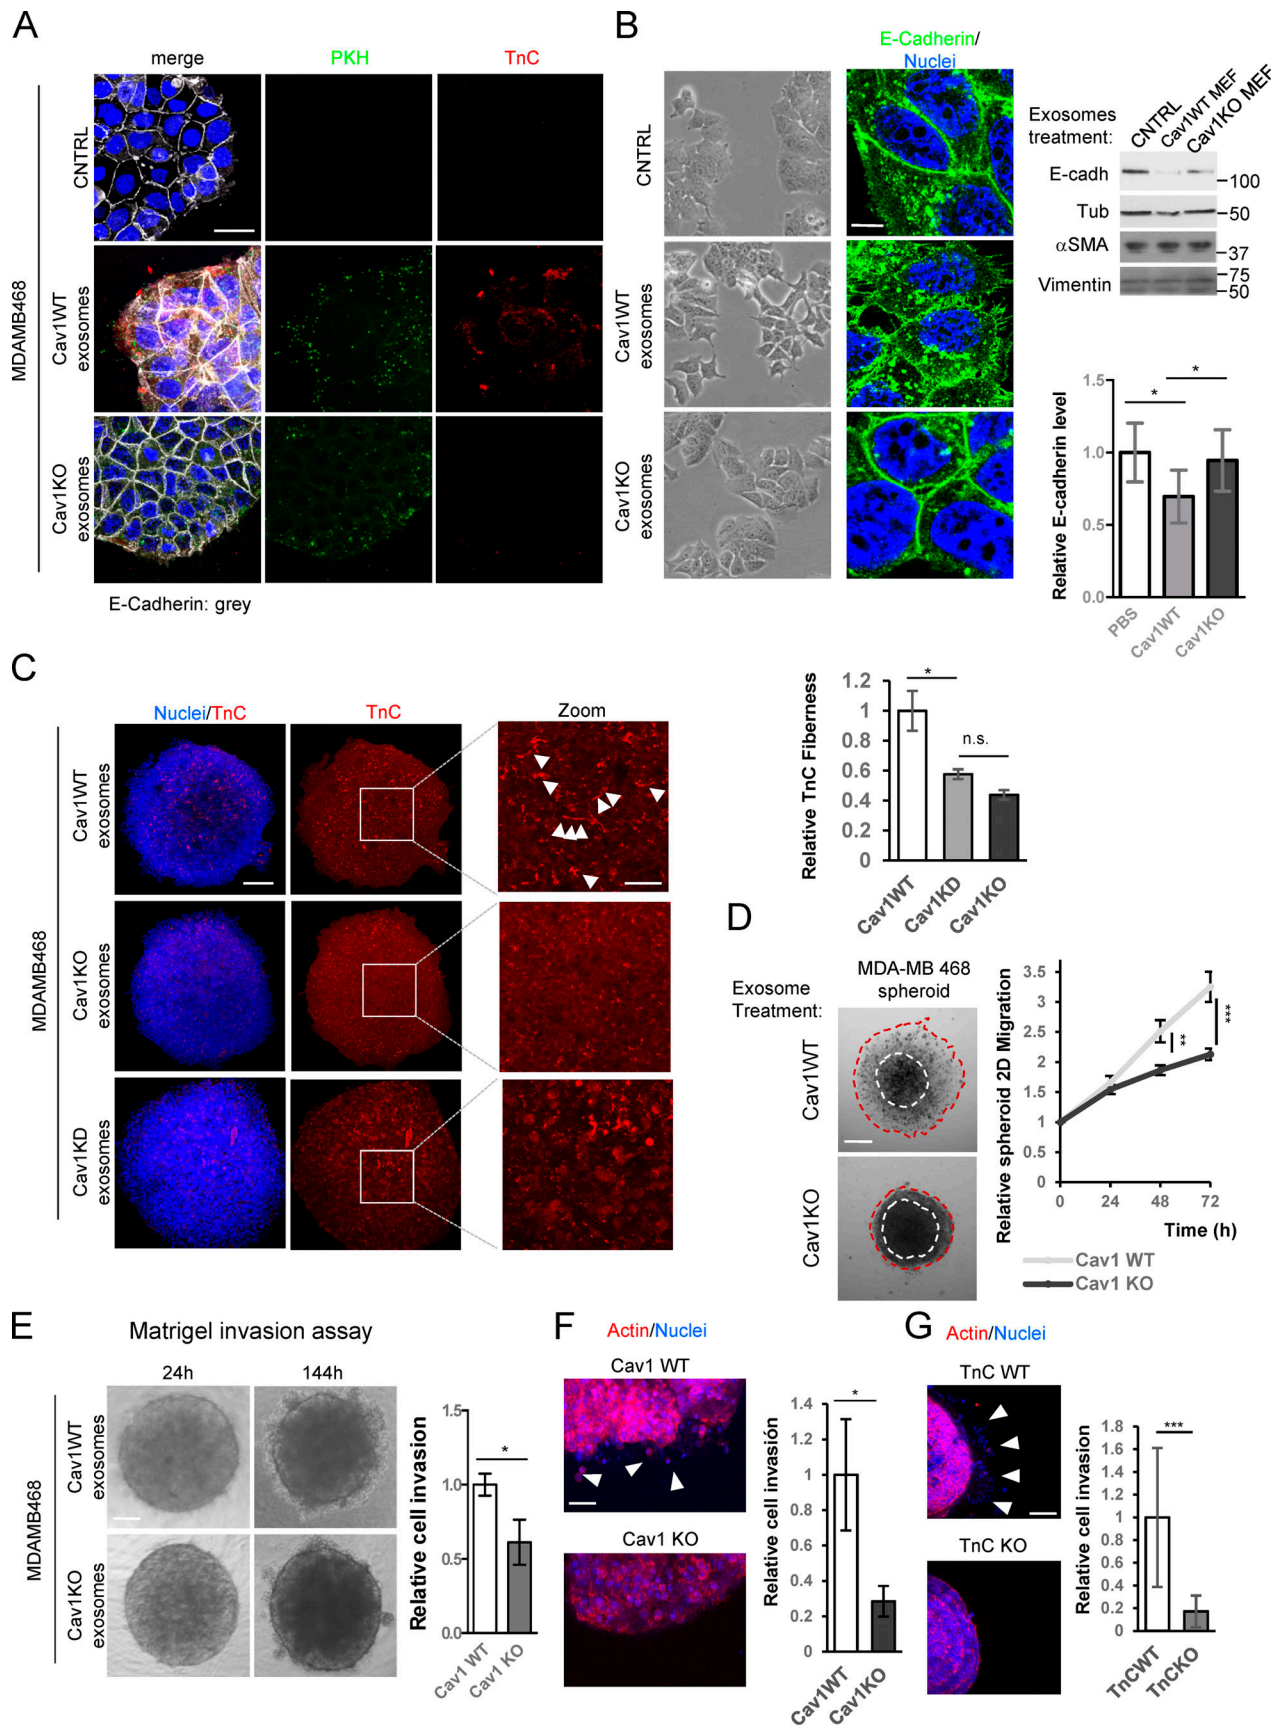 A
merge
PKH
TnC
MDAMB468
CNTRL
Cav1WT
exosomes
Cav1KO
exosomes
E-Cadherin: grey
B
E-Cadherin/
Nuclei
CNTRL
Cav1WT
exosomes
Cav1KO
exosomes
Exosomes
treatment:
CNTRL
Cav1WT MEF
Cav1KO MEF
E-cadh
100
Tub
50
αSMA
37
Vimentin
75
50
Relative E-cadherin level
1.5
1.0
0.5
0.0
*
*
PBS
Cav1WT
Cav1KO
C
Nuclei/TnC
TnC
Zoom
MDAMB468
Cav1WT
exosomes
Cav1KO
exosomes
Cav1KD
exosomes
Relative TnC Fiberness
1.2
1
0.8
0.6
0.4
0.2
0
*
n.s.
Cav1WT
Cav1KD
Cav1KO
D
Exosome
Treatment:
MDA-MB 468
spheroid
Cav1WT
Cav1KO
Relative spheroid 2D Migration
3.5
3
2.5
2
1.5
1
0.5
0
**
***
0 24 48 72
Time (h)
Cav1 WT
Cav1 KO
E
Matrigel invasion assay
24h
144h
MDAMB468
Cav1WT
exosomes
Cav1KO
exosomes
Relative cell invasion
1.5
1.0
0.5
0.0
*
Cav1 WT
Cav1 KO
F
Actin/Nuclei
Cav1 WT
Cav1 KO
Relative cell invasión
1.4
1.2
1
0.8
0.6
0.4
0.2
0
*
Cav1WT
Cav1KO
G
Actin/Nuclei
TnC WT
TnC KO
Relative cell invasion
1.8
1.6
1.4
1.2
1
0.8
0.6
0.4
0.2
0
***
TnCWT
TnCKO